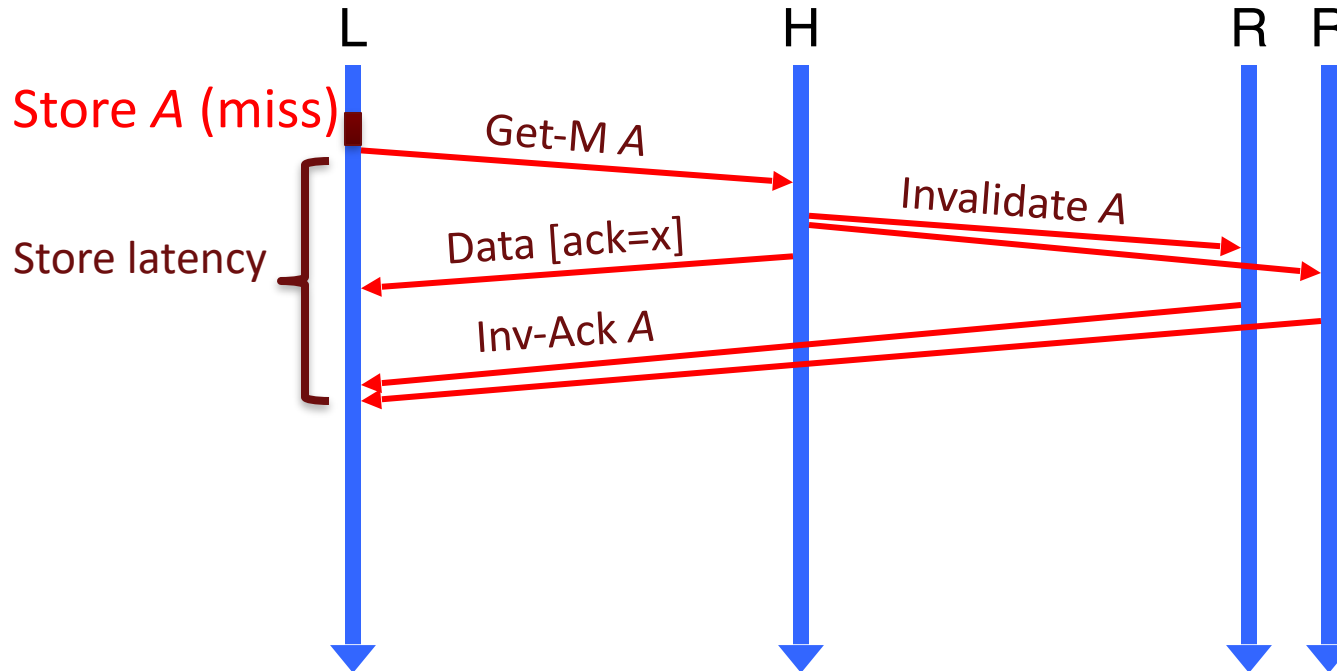 L
H
R
R
Store A (miss)
Get-M A
Invalidate A
Data [ack=x]
Store latency
Inv-Ack A